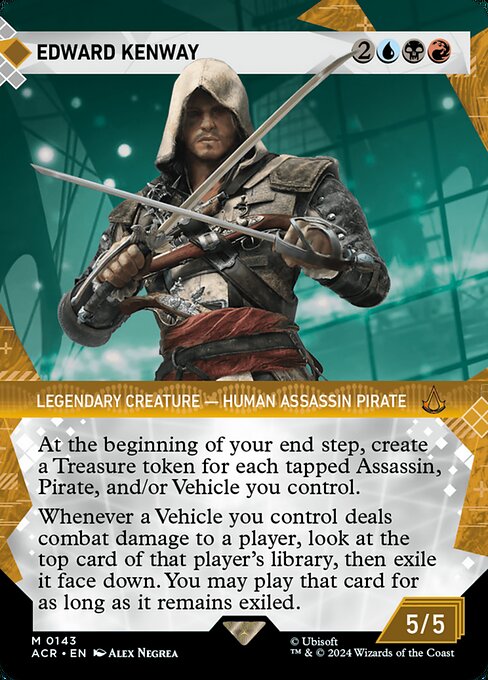 EDWARD KENWAY 2
LEGENDARY CREATURE — HUMAN ASSASSIN PIRATE
At the beginning of your end step, create
a Treasure token for each tapped Assassin,
Pirate, and/or Vehicle you control.
Whenever a Vehicle you control deals
combat damage to a player, look at the
top card of that player's library, then exile
it face down. You may play that card for
as long as it remains exiled.
5/5
M 0143
ACR • EN ALEX NEGREA
© Ubisoft
™ & © 2024 Wizards of the Coast